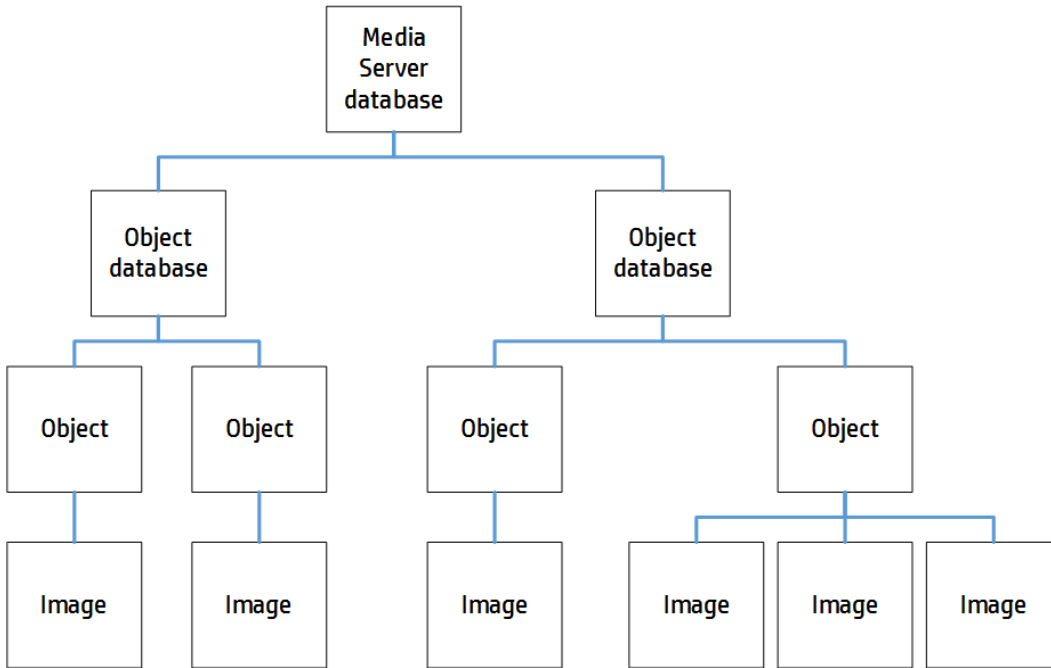 Media
Server
database
Object
database
Object
database
Object
Object
Object
Object
Image
Image
Image
Image
Image
Image